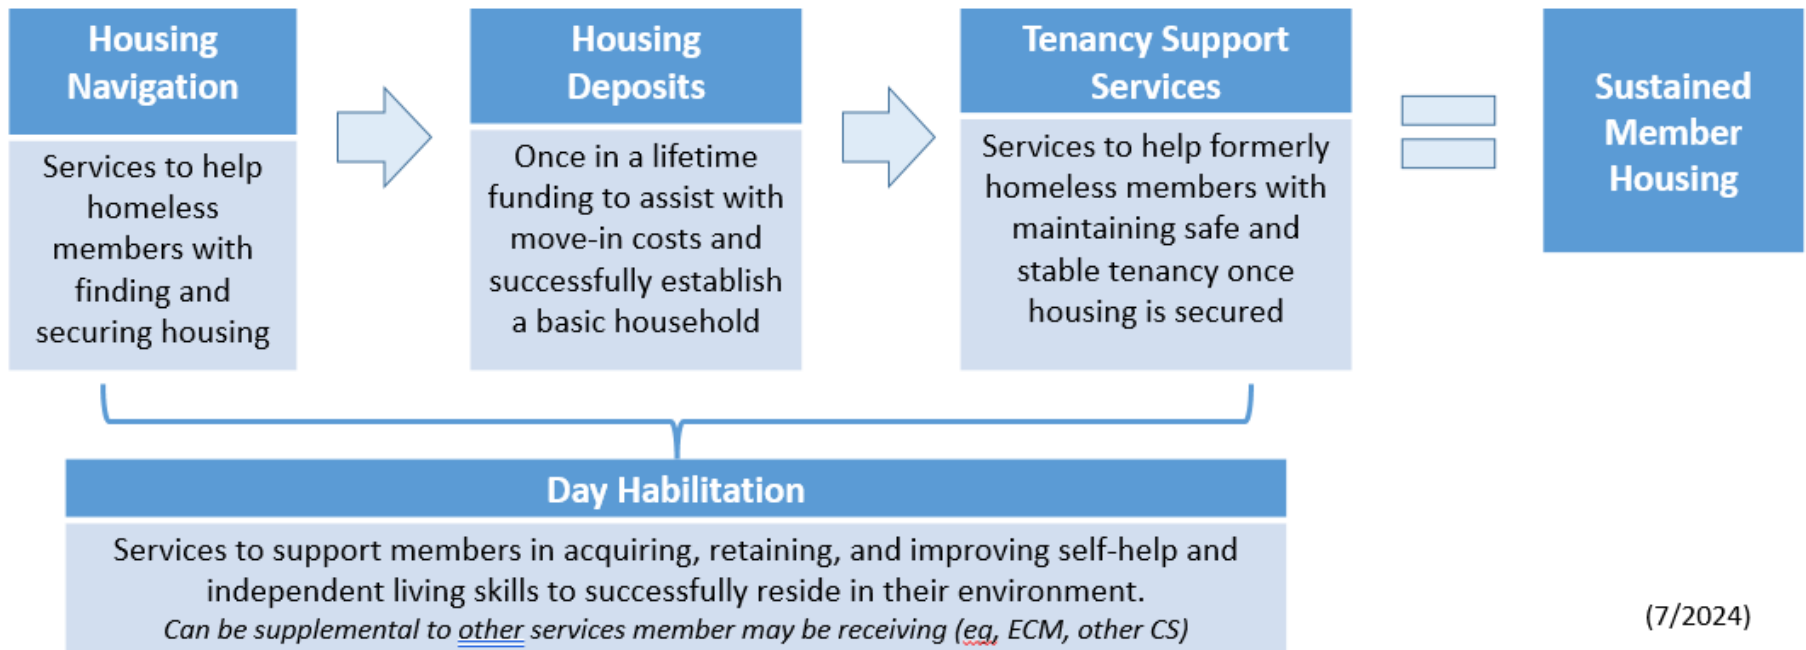 Housing
Navigation
Services to help
homeless
members with
finding and
securing housing
Housing
Deposits
Once in a lifetime
funding to assist with
move-in costs and
successfully establish
a basic household
Tenancy Support
Services
Services to help formerly
homeless members with
maintaining safe and
stable tenancy once
housing is secured
Sustained
Member
Housing
Day Habilitation
Services to support members in acquiring, retaining, and improving self-help and
independent living skills to successfully reside in their environment.
Can be supplemental to other services member may be receiving (eg, ECM, other CS)
(7/2024)